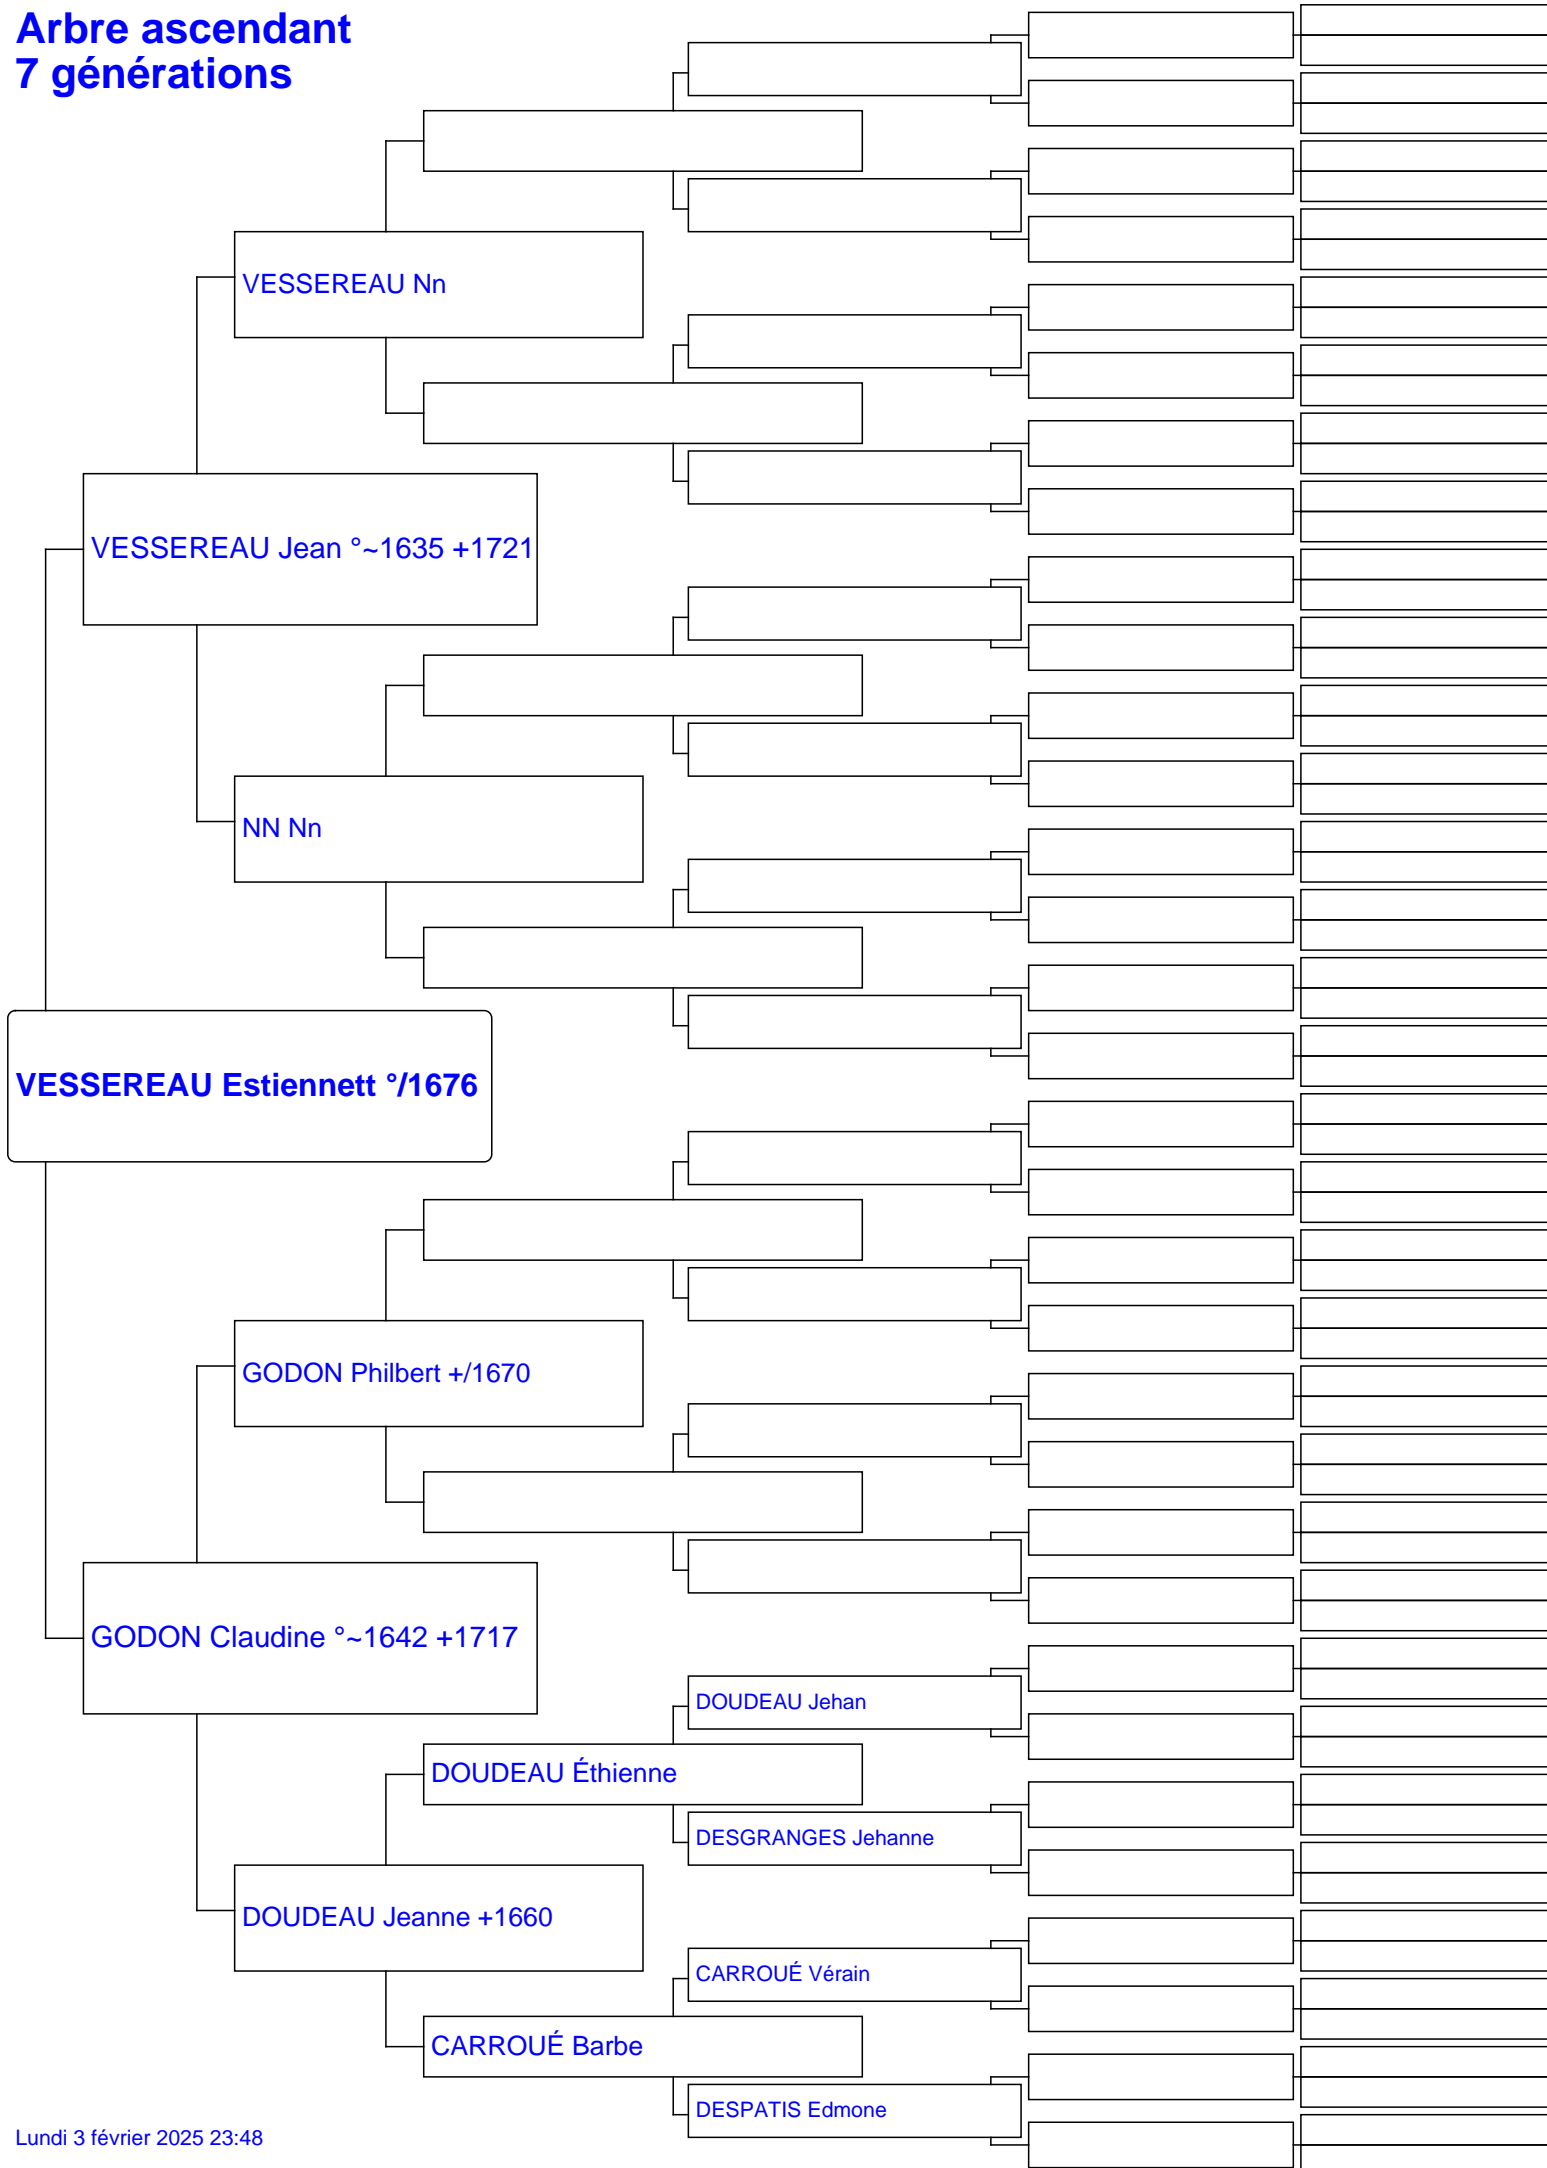 Arbre ascendant
7 générations
VESSEREAU Nn
VESSEREAU Jean °~1635 +1721
NN Nn
VESSEREAU Estiennett °/1676
GODON Philbert +/1670
GODON Claudine °~1642 +1717
DOUDEAU Jehan
DOUDEAU Éthienne
DESGRANGES Jehanne
DOUDEAU Jeanne +1660
CARROUÉ Vérain
CARROUÉ Barbe
DESPATIS Edmone
Lundi 3 février 2025 23:48